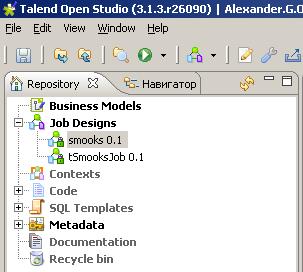 Talend Open Studio (3.1.3.r26090) | Alexander.G.O
File Edit View Window Help
Repository Навигатор
Business Models
Job Designs
smooks 0.1
tSmooksJob 0.1
Contexts
Code
SQL Templates
Metadata
Documentation
Recycle bin